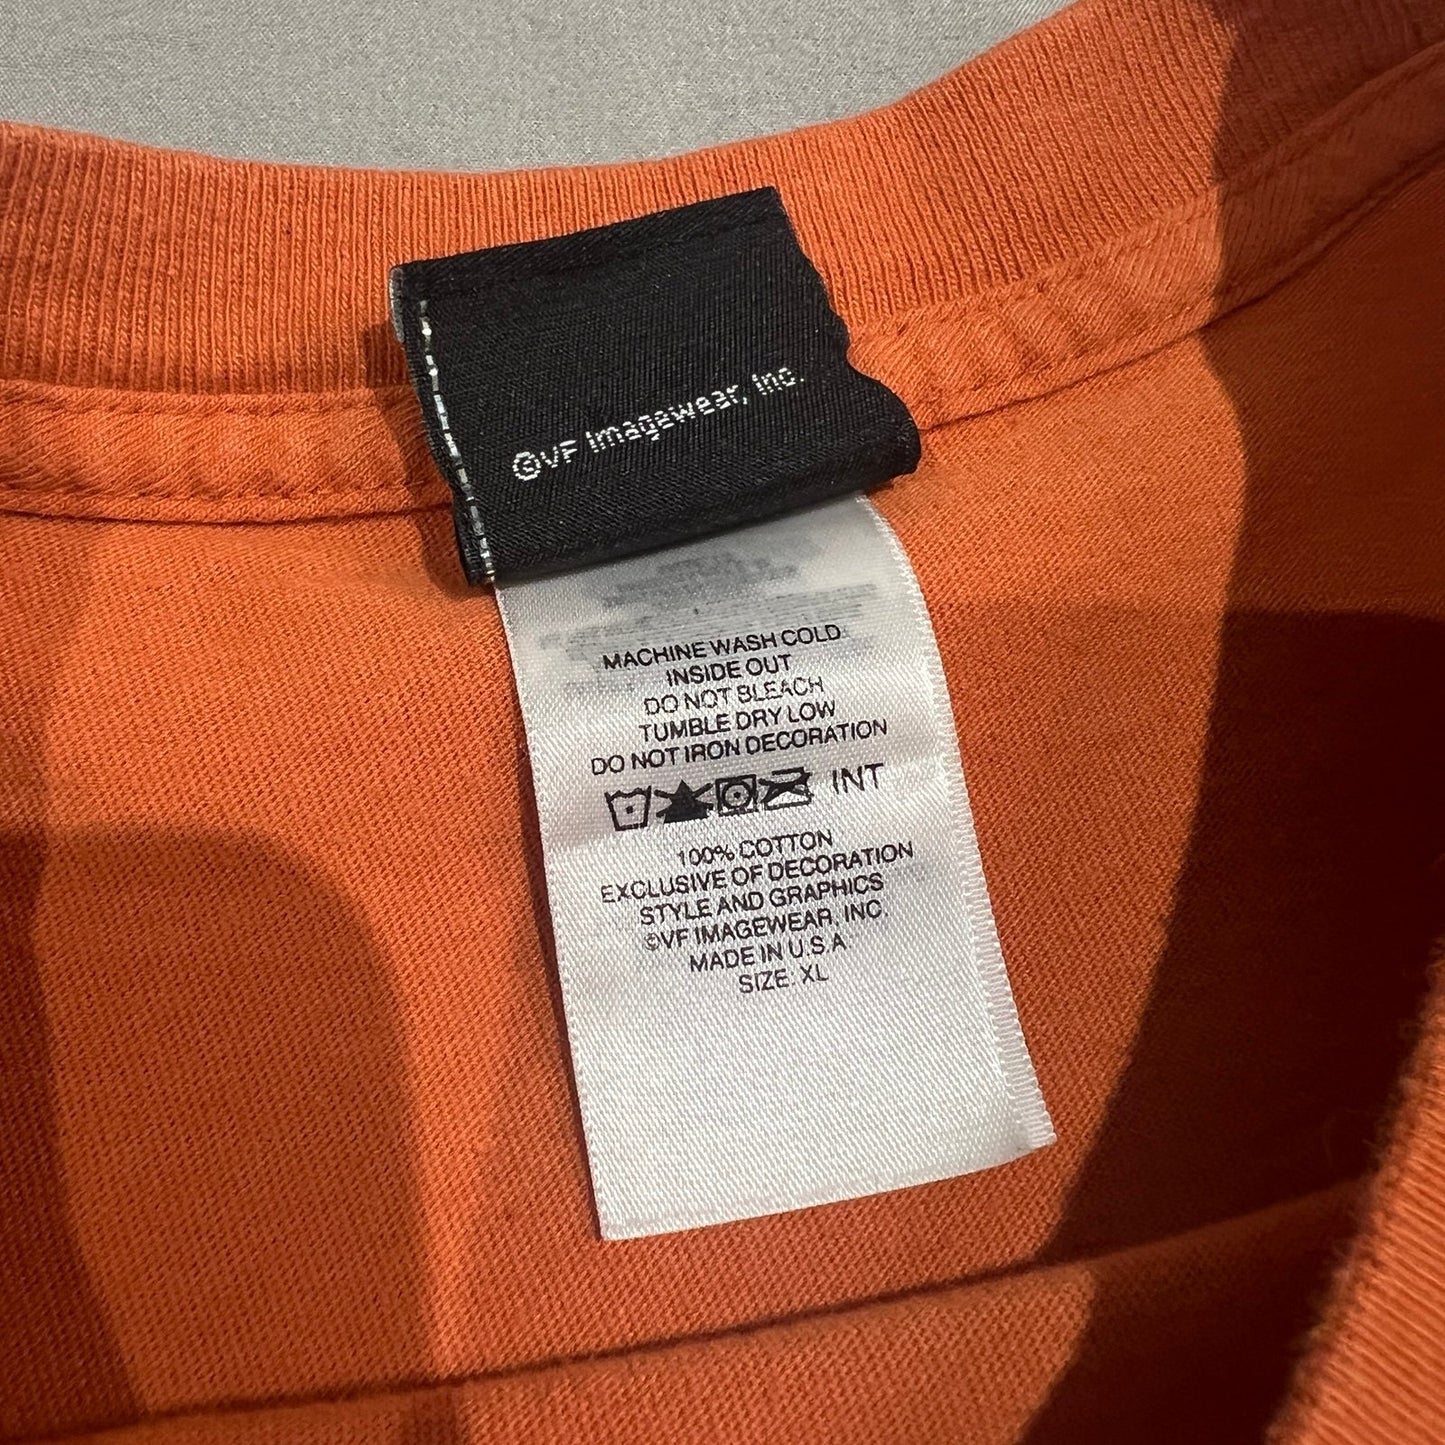 ©VF Imagewear, Inc.
MACHINE WASH COLD
INSIDE OUT
DO NOT BLEACH
TUMBLE DRY LOW
DO NOT IRON DECORATION
INT
100% COTTON
EXCLUSIVE OF DECORATION
STYLE AND GRAPHICS
©VF IMAGEWEAR, INC.
MADE IN U.S.A
SIZE: XL